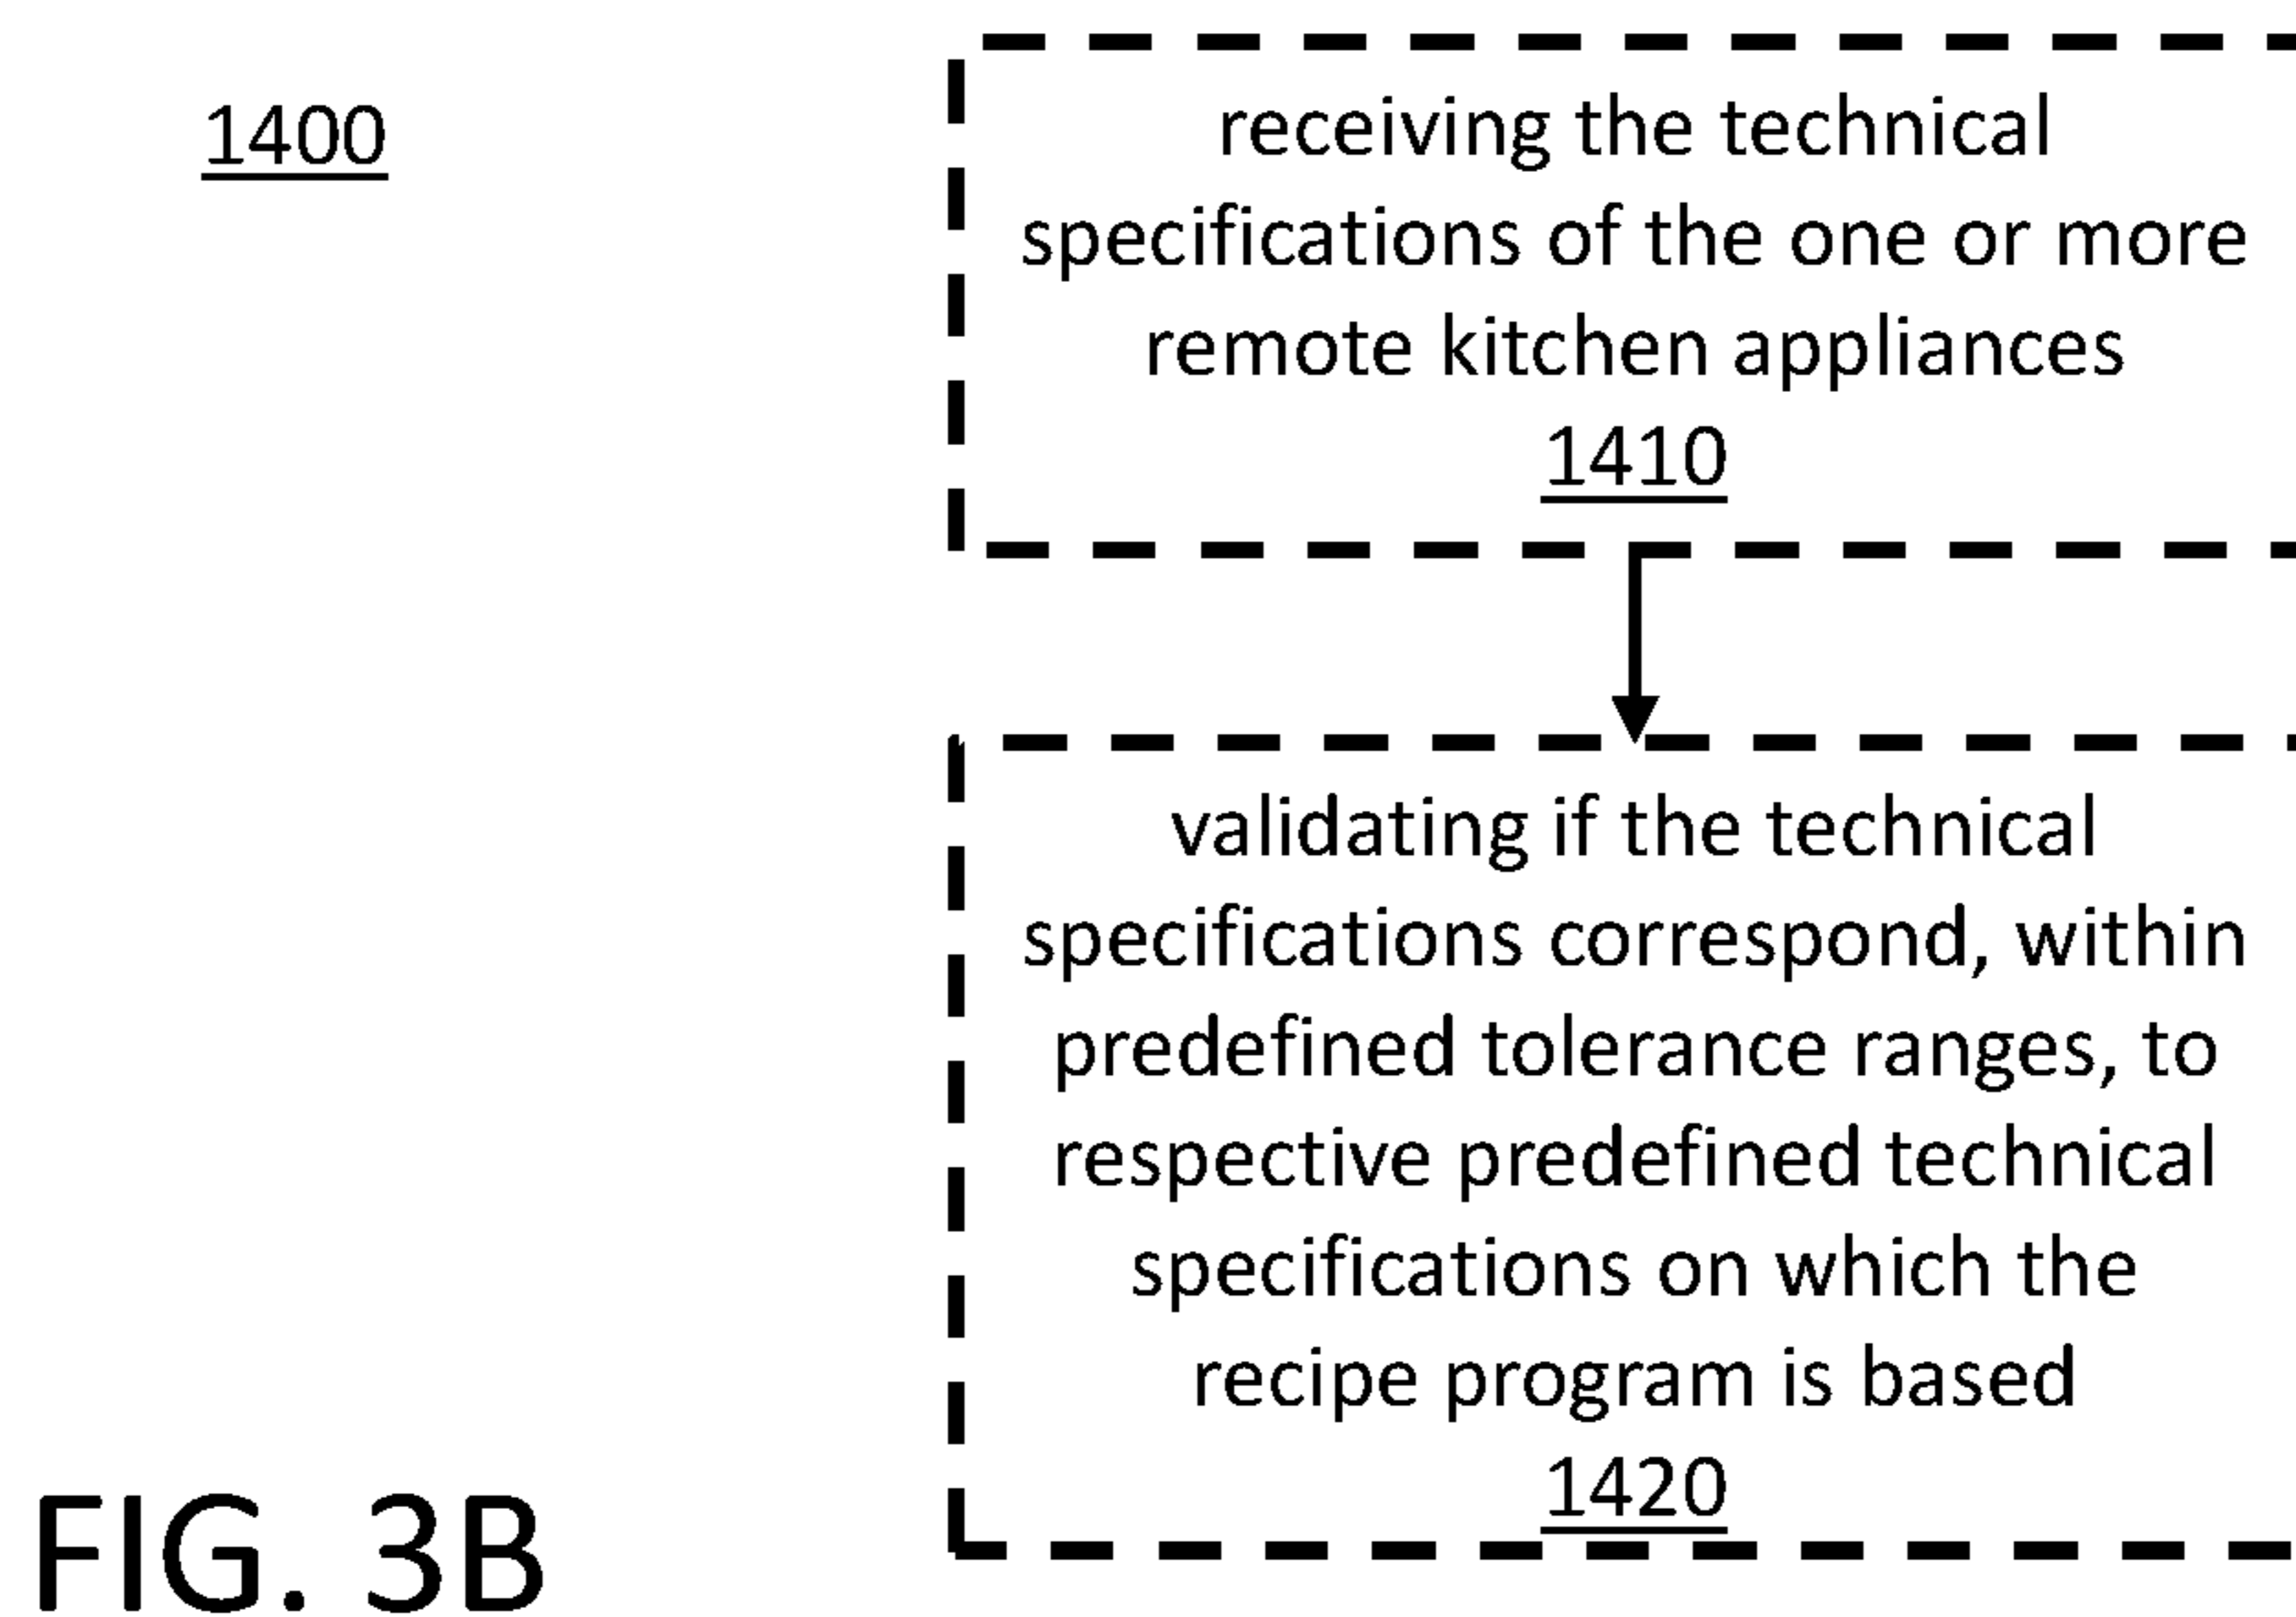 1400
receiving the technical
specifications of the one or more
remote kitchen appliances
1410
validating if the technical
specifications correspond, within
predefined tolerance ranges, to
respective predefined technical
specifications on which the
recipe program is based
1420
FIG. 3B